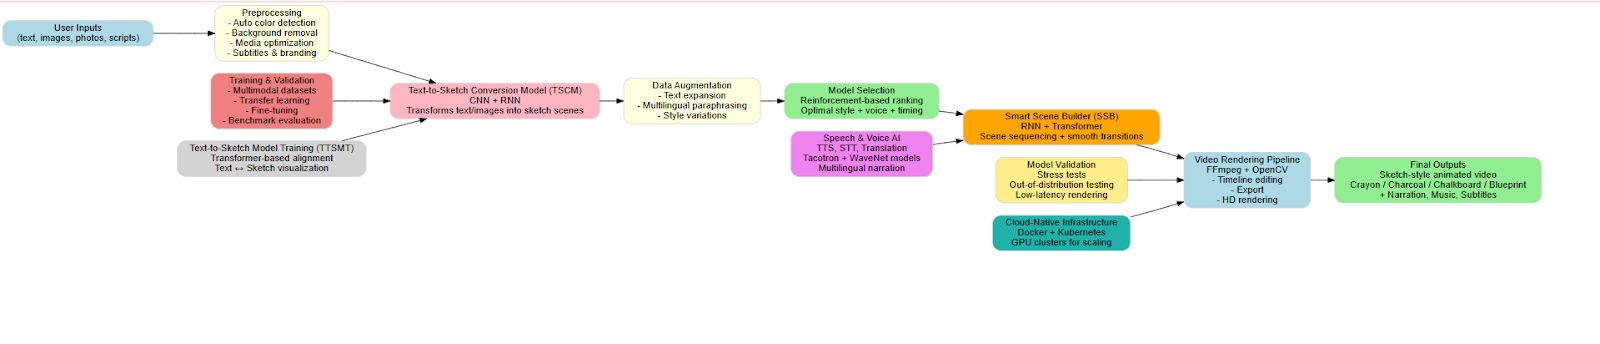 User Inputs
(text, images, photos, scripts)
Preprocessing
- Auto color detection
- Background removal
- Media optimization
- Subtitles & branding
Training & Validation
- Multimodal datasets
- Transfer learning
- Fine-tuning
- Benchmark evaluation
Text-to-Sketch Model Training (TTSMT)
Transformer-based alignment
Text ↔ Sketch visualization
Text-to-Sketch Conversion Model (TSCM)
CNN + RNN
Transforms text/images into sketch scenes
Data Augmentation
- Text expansion
- Multilingual paraphrasing
- Style variations
Model Selection
Reinforcement-based ranking
Optimal style + voice + timing
Speech & Voice AI
TTS, STT, Translation
Tacotron + WaveNet models
Multilingual narration
Smart Scene Builder (SSB)
RNN + Transformer
Scene sequencing + smooth transitions
Model Validation
Stress tests
Out-of-distribution testing
Low-latency rendering
Cloud-Native Infrastructure
Docker + Kubernetes
GPU clusters for scaling
Video Rendering Pipeline
FFmpeg + OpenCV
- Timeline editing
- Export
- HD rendering
Final Outputs
Sketch-style animated video
Crayon / Charcoal / Chalkboard / Blueprint
+ Narration, Music, Subtitles